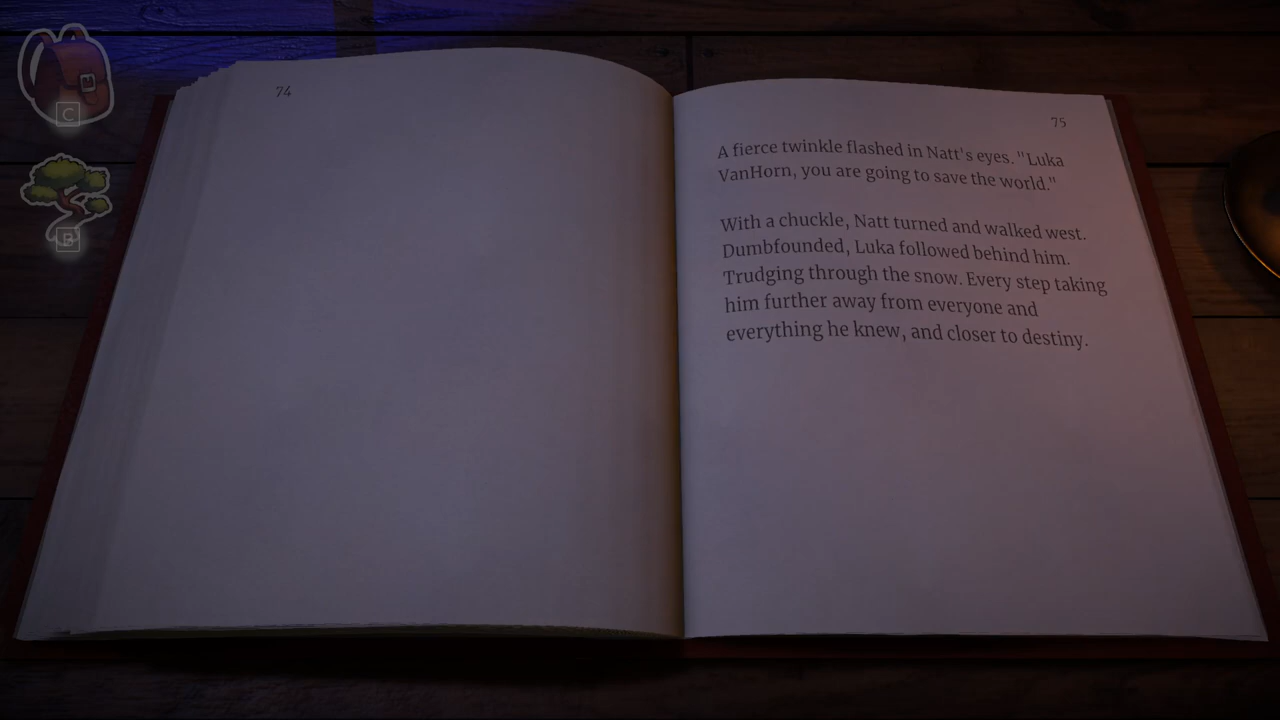 C
B
74
75
A fierce twinkle flashed in Natt's eyes. "Luka
VanHorn, you are going to save the world."
With a chuckle, Natt turned and walked west.
Dumbfounded, Luka followed behind him.
Trudging through the snow. Every step taking
him further away from everyone and
everything he knew, and closer to destiny.